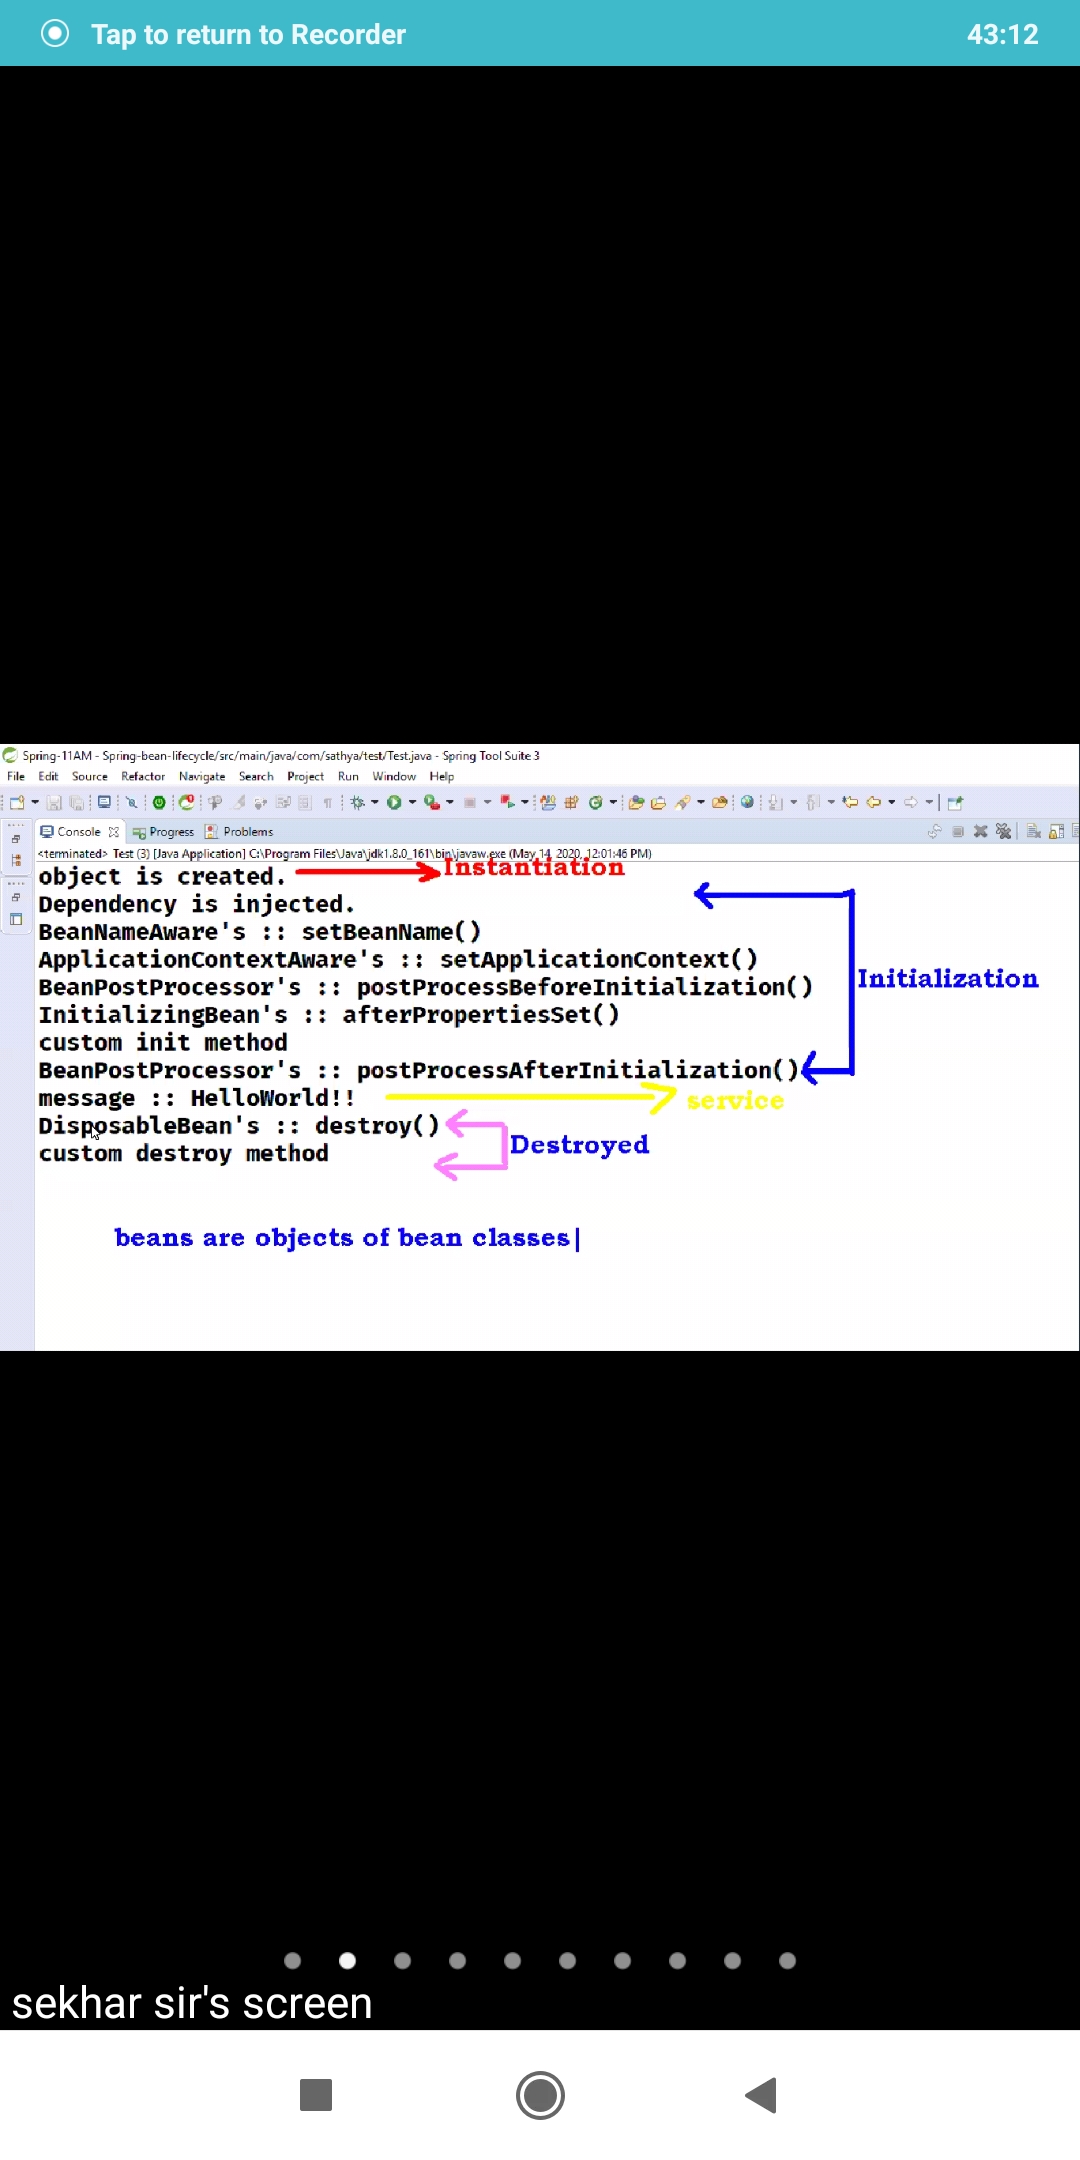 Tap to return to Recorder 43:12
Spring-11AM - Spring-bean-lifecycle/src/main/java/com/sathya/test/Test.java - Spring Tool Suite 3
File Edit Source Refactor Navigate Search Project Run Window Help
Console Progress Problems
<terminated> Test (3) [Java Application] C:\Program Files\Java\jdk1.8.0_161\bin\javaw.exe (May 14, 2020, 12:01:46 PM)
object is created. Instantiation
Dependency is injected.
BeanNameAware's :: setBeanName()
ApplicationContextAware's :: setApplicationContext()
Initialization
BeanPostProcessor's :: postProcessBeforeInitialization()
InitializingBean's :: afterPropertiesSet()
custom init method
BeanPostProcessor's :: postProcessAfterInitialization()
message :: HelloWorld!! service
DisposableBean's :: destroy()
Destroyed
custom destroy method
beans are objects of bean classes
sekhar sir's screen